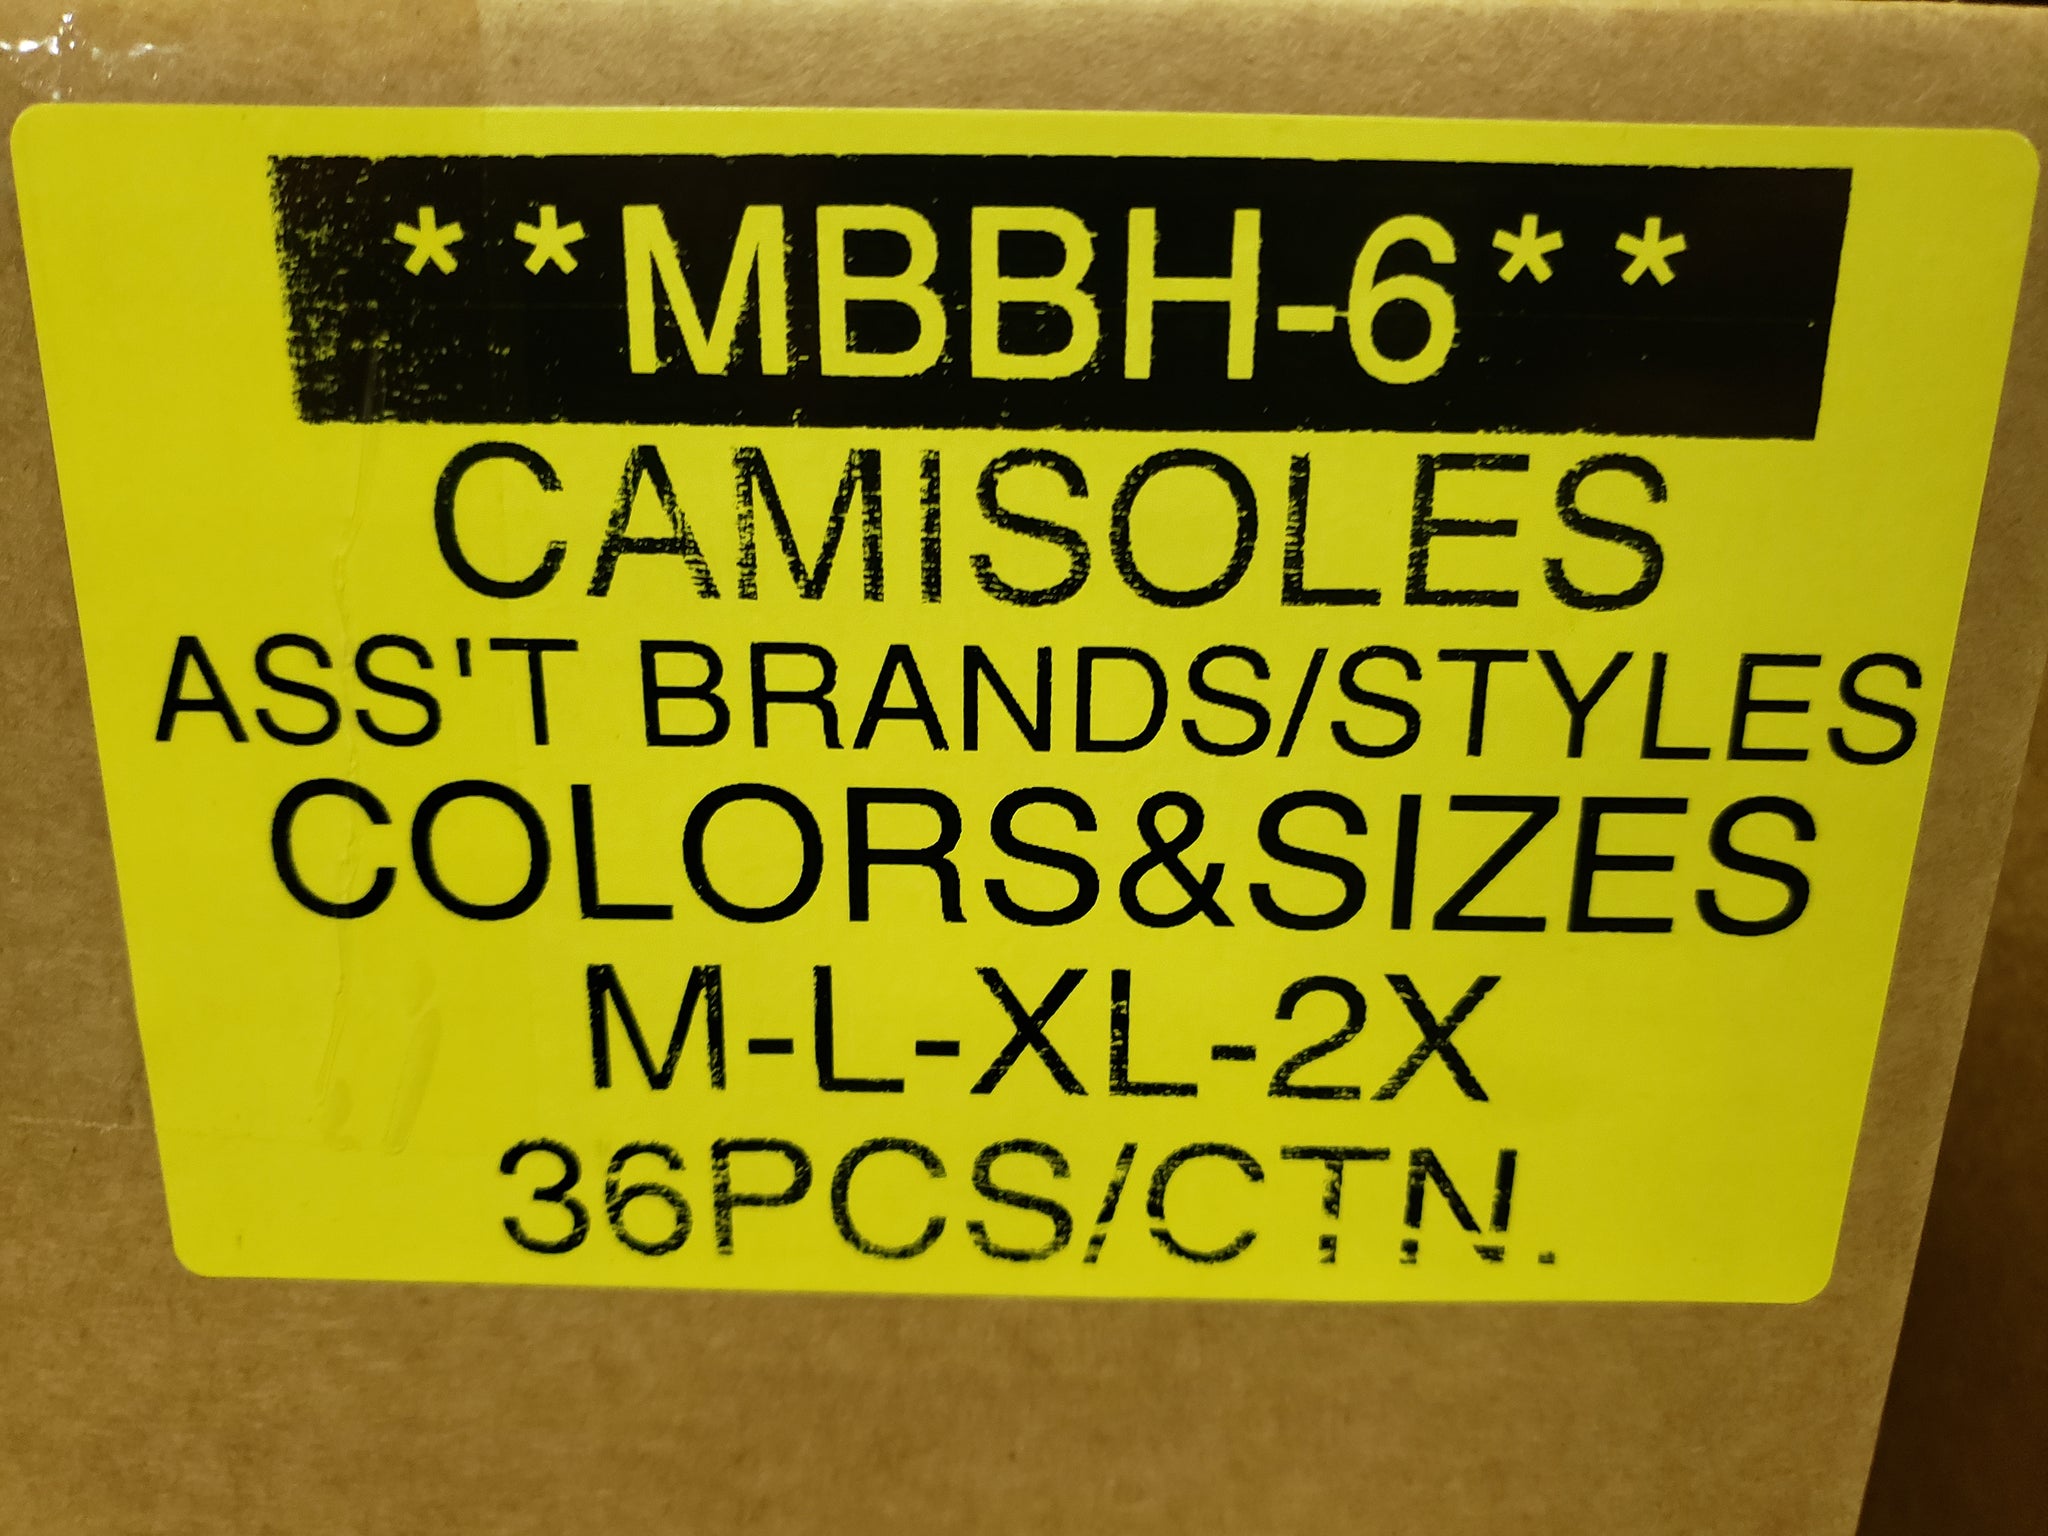 **MBBH-6**
CAMISOLES
ASS'T BRANDS/STYLES
COLORS&SIZES
M-L-XL-2X
36PCS/CTN.